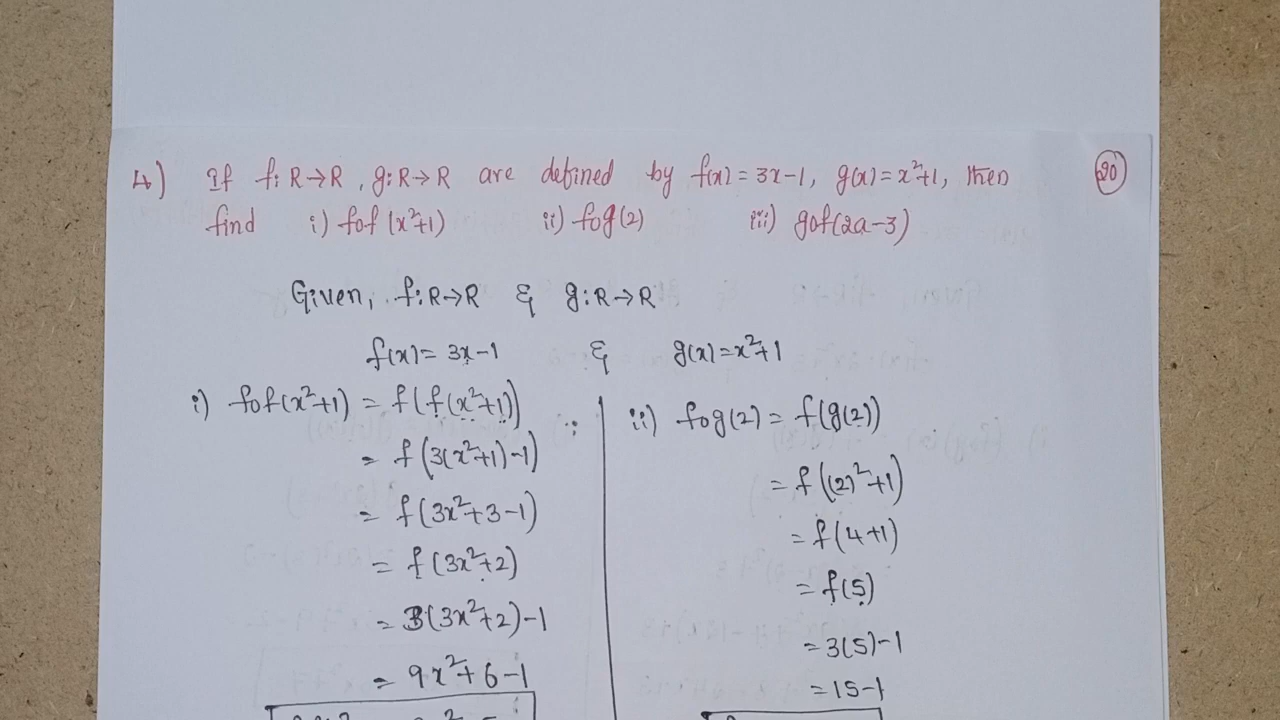 4) If f:R→R, g:R→R are defined by f(x)=3x-1, g(x)=x²+1, then
find i) fof(x²+1) ii) fog(2) iii) gof(2a-3)
20
Given, f:R→R & g:R→R
f(x)=3x-1 & g(x)=x²+1
i) fof(x²+1) = f(f(x²+1))
= f(3(x²+1)-1)
= f(3x²+3-1)
= f(3x²+2)
= 3(3x²+2)-1
= 9x²+6-1
ii) fog(2) = f(g(2))
= f((2)²+1)
= f(4+1)
= f(5)
= 3(5)-1
= 15-1